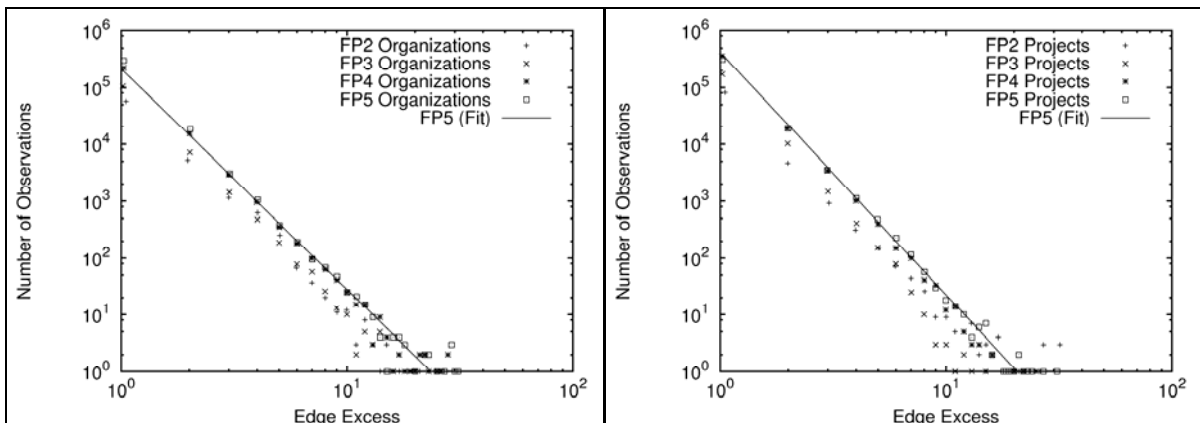 10^6
10^5
10^4
10^3
10^2
10^1
10^0
Number of Observations
FP2 Organizations
FP3 Organizations
FP4 Organizations
FP5 Organizations
FP5 (Fit)
10^0 10^1 10^2
Edge Excess
10^6
10^5
10^4
10^3
10^2
10^1
10^0
Number of Observations
FP2 Projects
FP3 Projects
FP4 Projects
FP5 Projects
FP5 (Fit)
10^0 10^1 10^2
Edge Excess